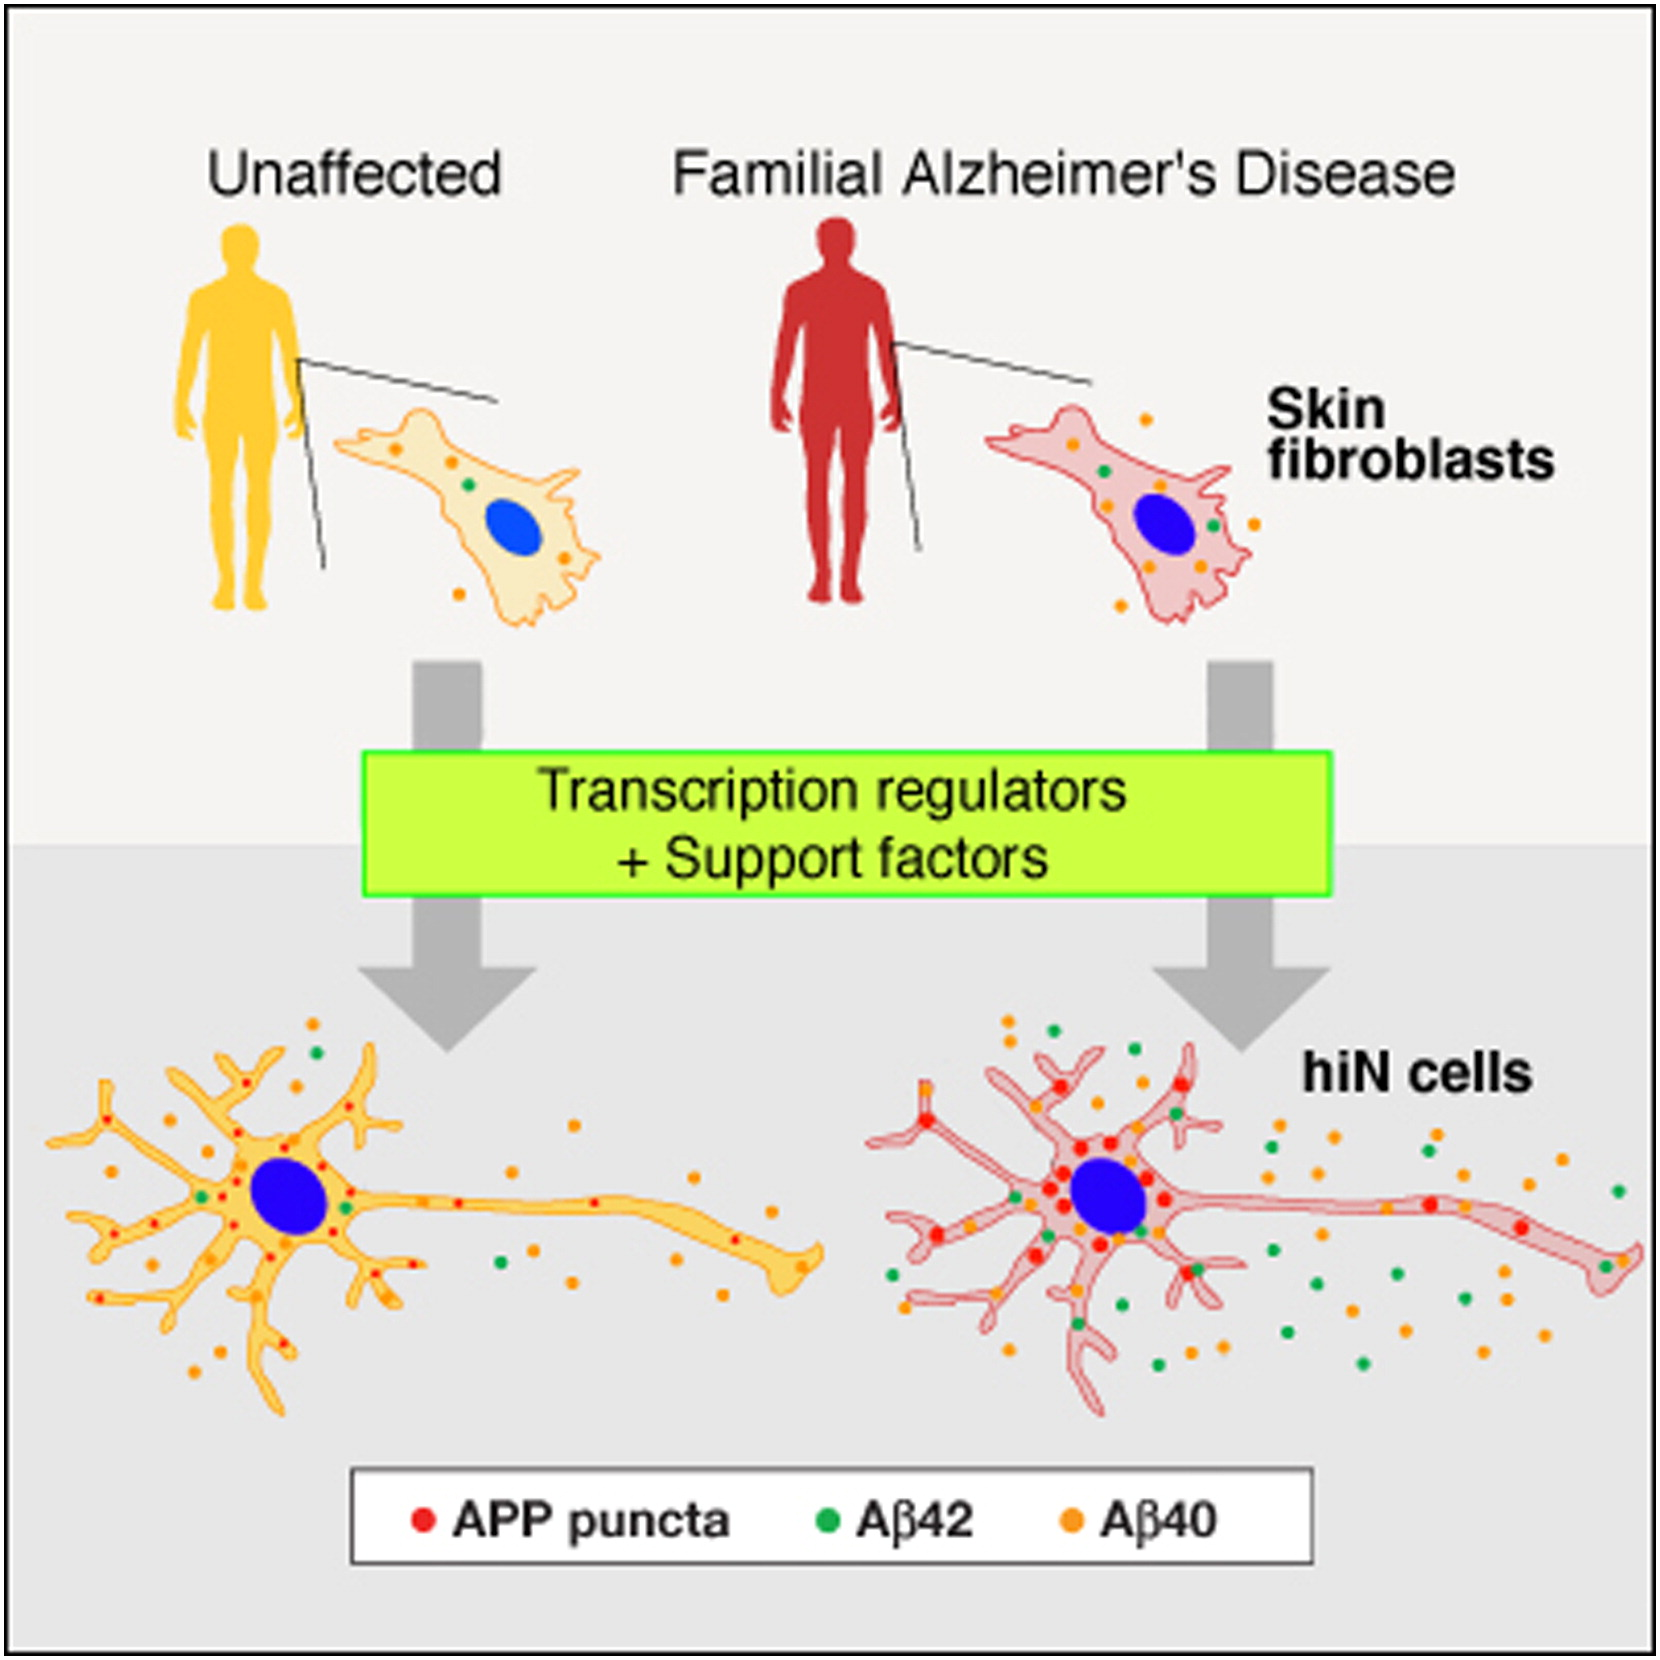 Unaffected
Familial Alzheimer's Disease
Skin
fibroblasts
Transcription regulators
+ Support factors
hiN cells
APP puncta
Aβ42
Aβ40